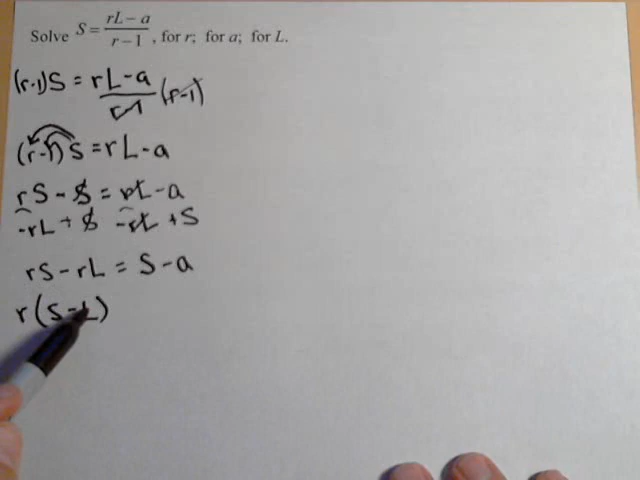 Solve S = (rL − a)/(r − 1), for r; for a; for L.
(r-1)S = (rL-a)/(r-1) (r-1)
(r-1)S = rL-a
rS - S = rL - a
-rL + S -rL + S
rS - rL = S - a
r(S-L)